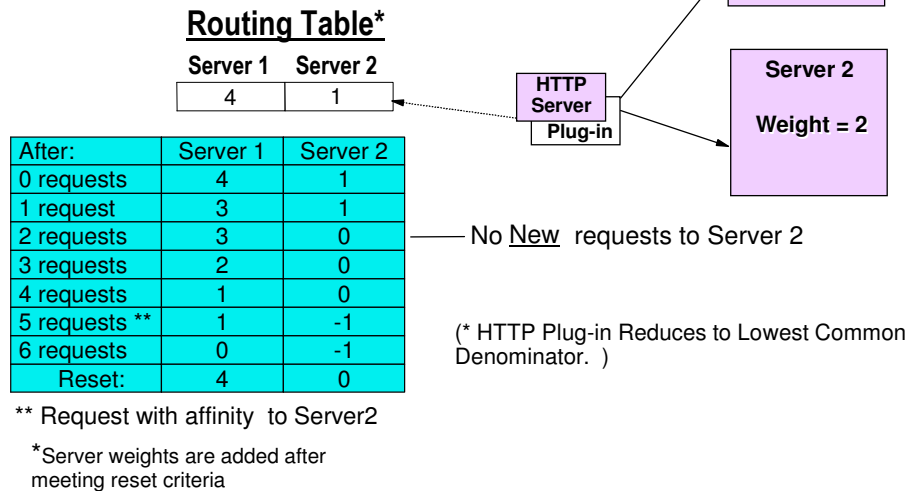 Routing Table*
Server 1 Server 2
4 1
HTTP
Server
Plug-in
Server 2
Weight = 2
After: Server 1 Server 2
0 requests 4 1
1 request 3 1
2 requests 3 0
3 requests 2 0
4 requests 1 0
5 requests ** 1 -1
6 requests 0 -1
Reset: 4 0
No New requests to Server 2
(* HTTP Plug-in Reduces to Lowest Common
Denominator. )
** Request with affinity to Server2
*Server weights are added after
meeting reset criteria